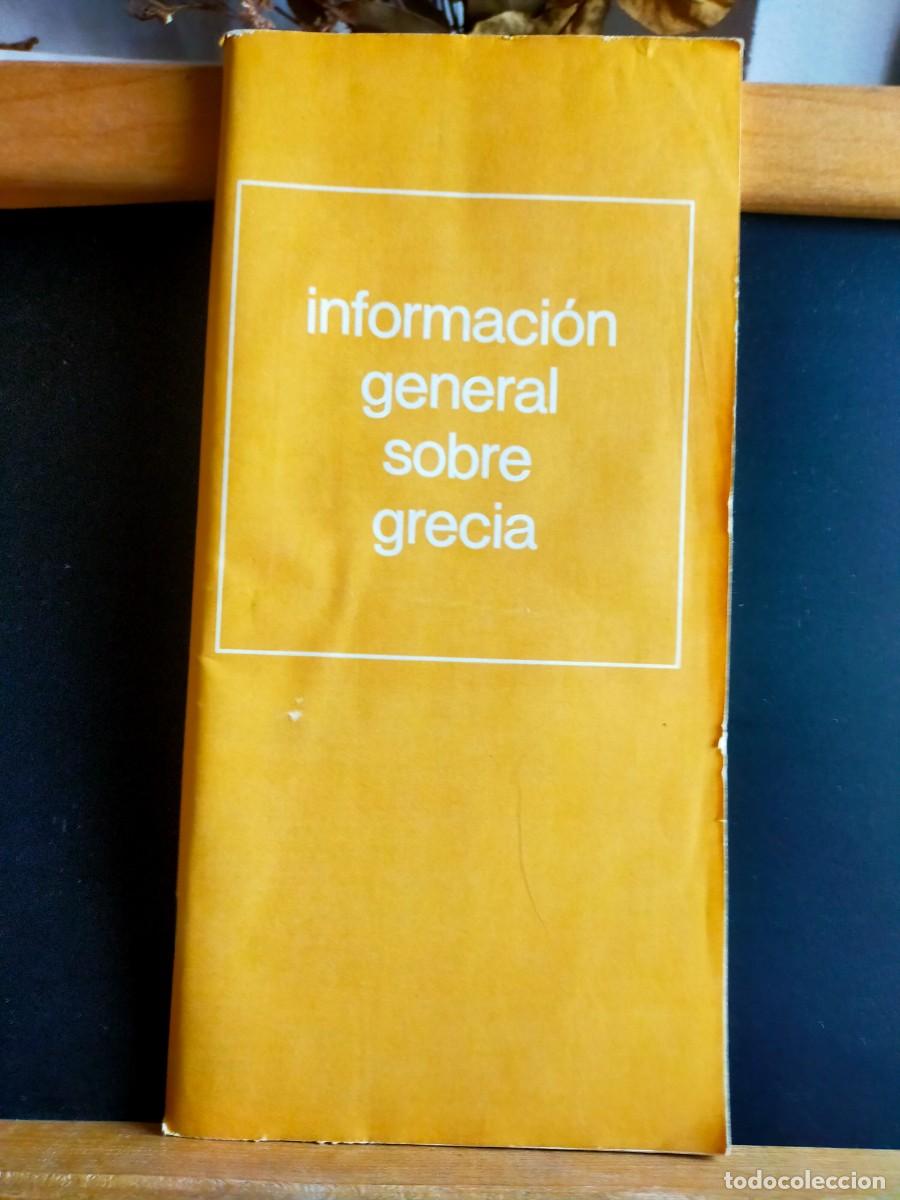 información
general
sobre
grecia
todocoleccion